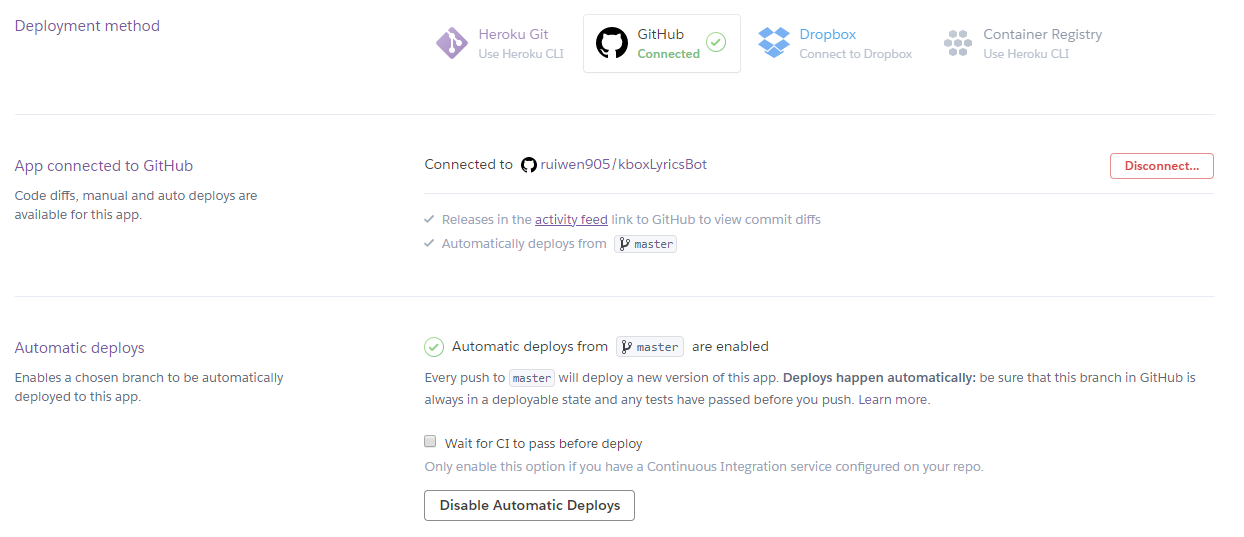 Deployment method
Heroku Git
Use Heroku CLI
GitHub
Connected
Dropbox
Connect to Dropbox
Container Registry
Use Heroku CLI
App connected to GitHub
Code diffs, manual and auto deploys are
available for this app.
Connected to ruiwen905/kboxLyricsBot
Disconnect...
Releases in the activity feed link to GitHub to view commit diffs
Automatically deploys from master
Automatic deploys
Enables a chosen branch to be automatically
deployed to this app.
Automatic deploys from master are enabled
Every push to master will deploy a new version of this app. Deploys happen automatically: be sure that this branch in GitHub is
always in a deployable state and any tests have passed before you push. Learn more.
Wait for CI to pass before deploy
Only enable this option if you have a Continuous Integration service configured on your repo.
Disable Automatic Deploys